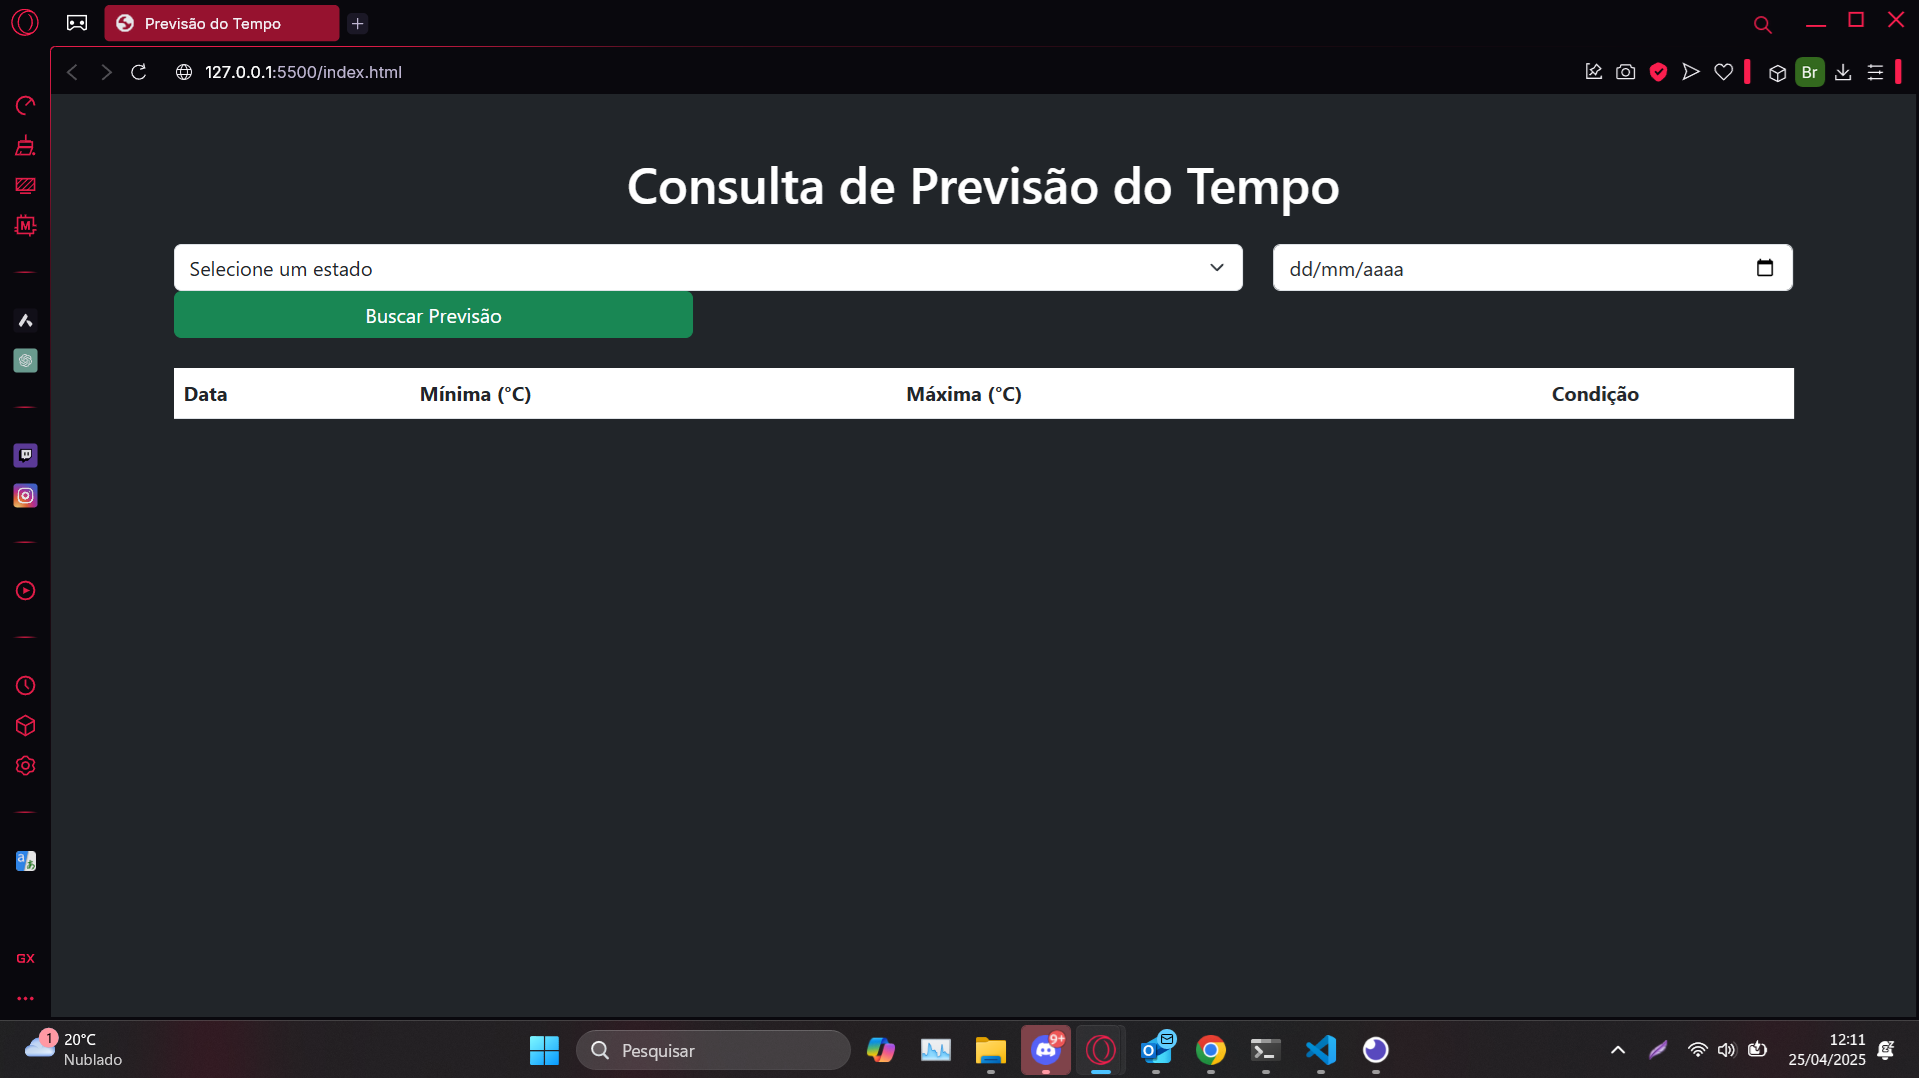 Previsão do Tempo
127.0.0.1:5500/index.html
Br
M
Consulta de Previsão do Tempo
Selecione um estado
dd/mm/aaaa
Buscar Previsão
Data Mínima (°C) Máxima (°C) Condição
GX
1
20°C
Nublado
Pesquisar
9+
12:11
25/04/2025